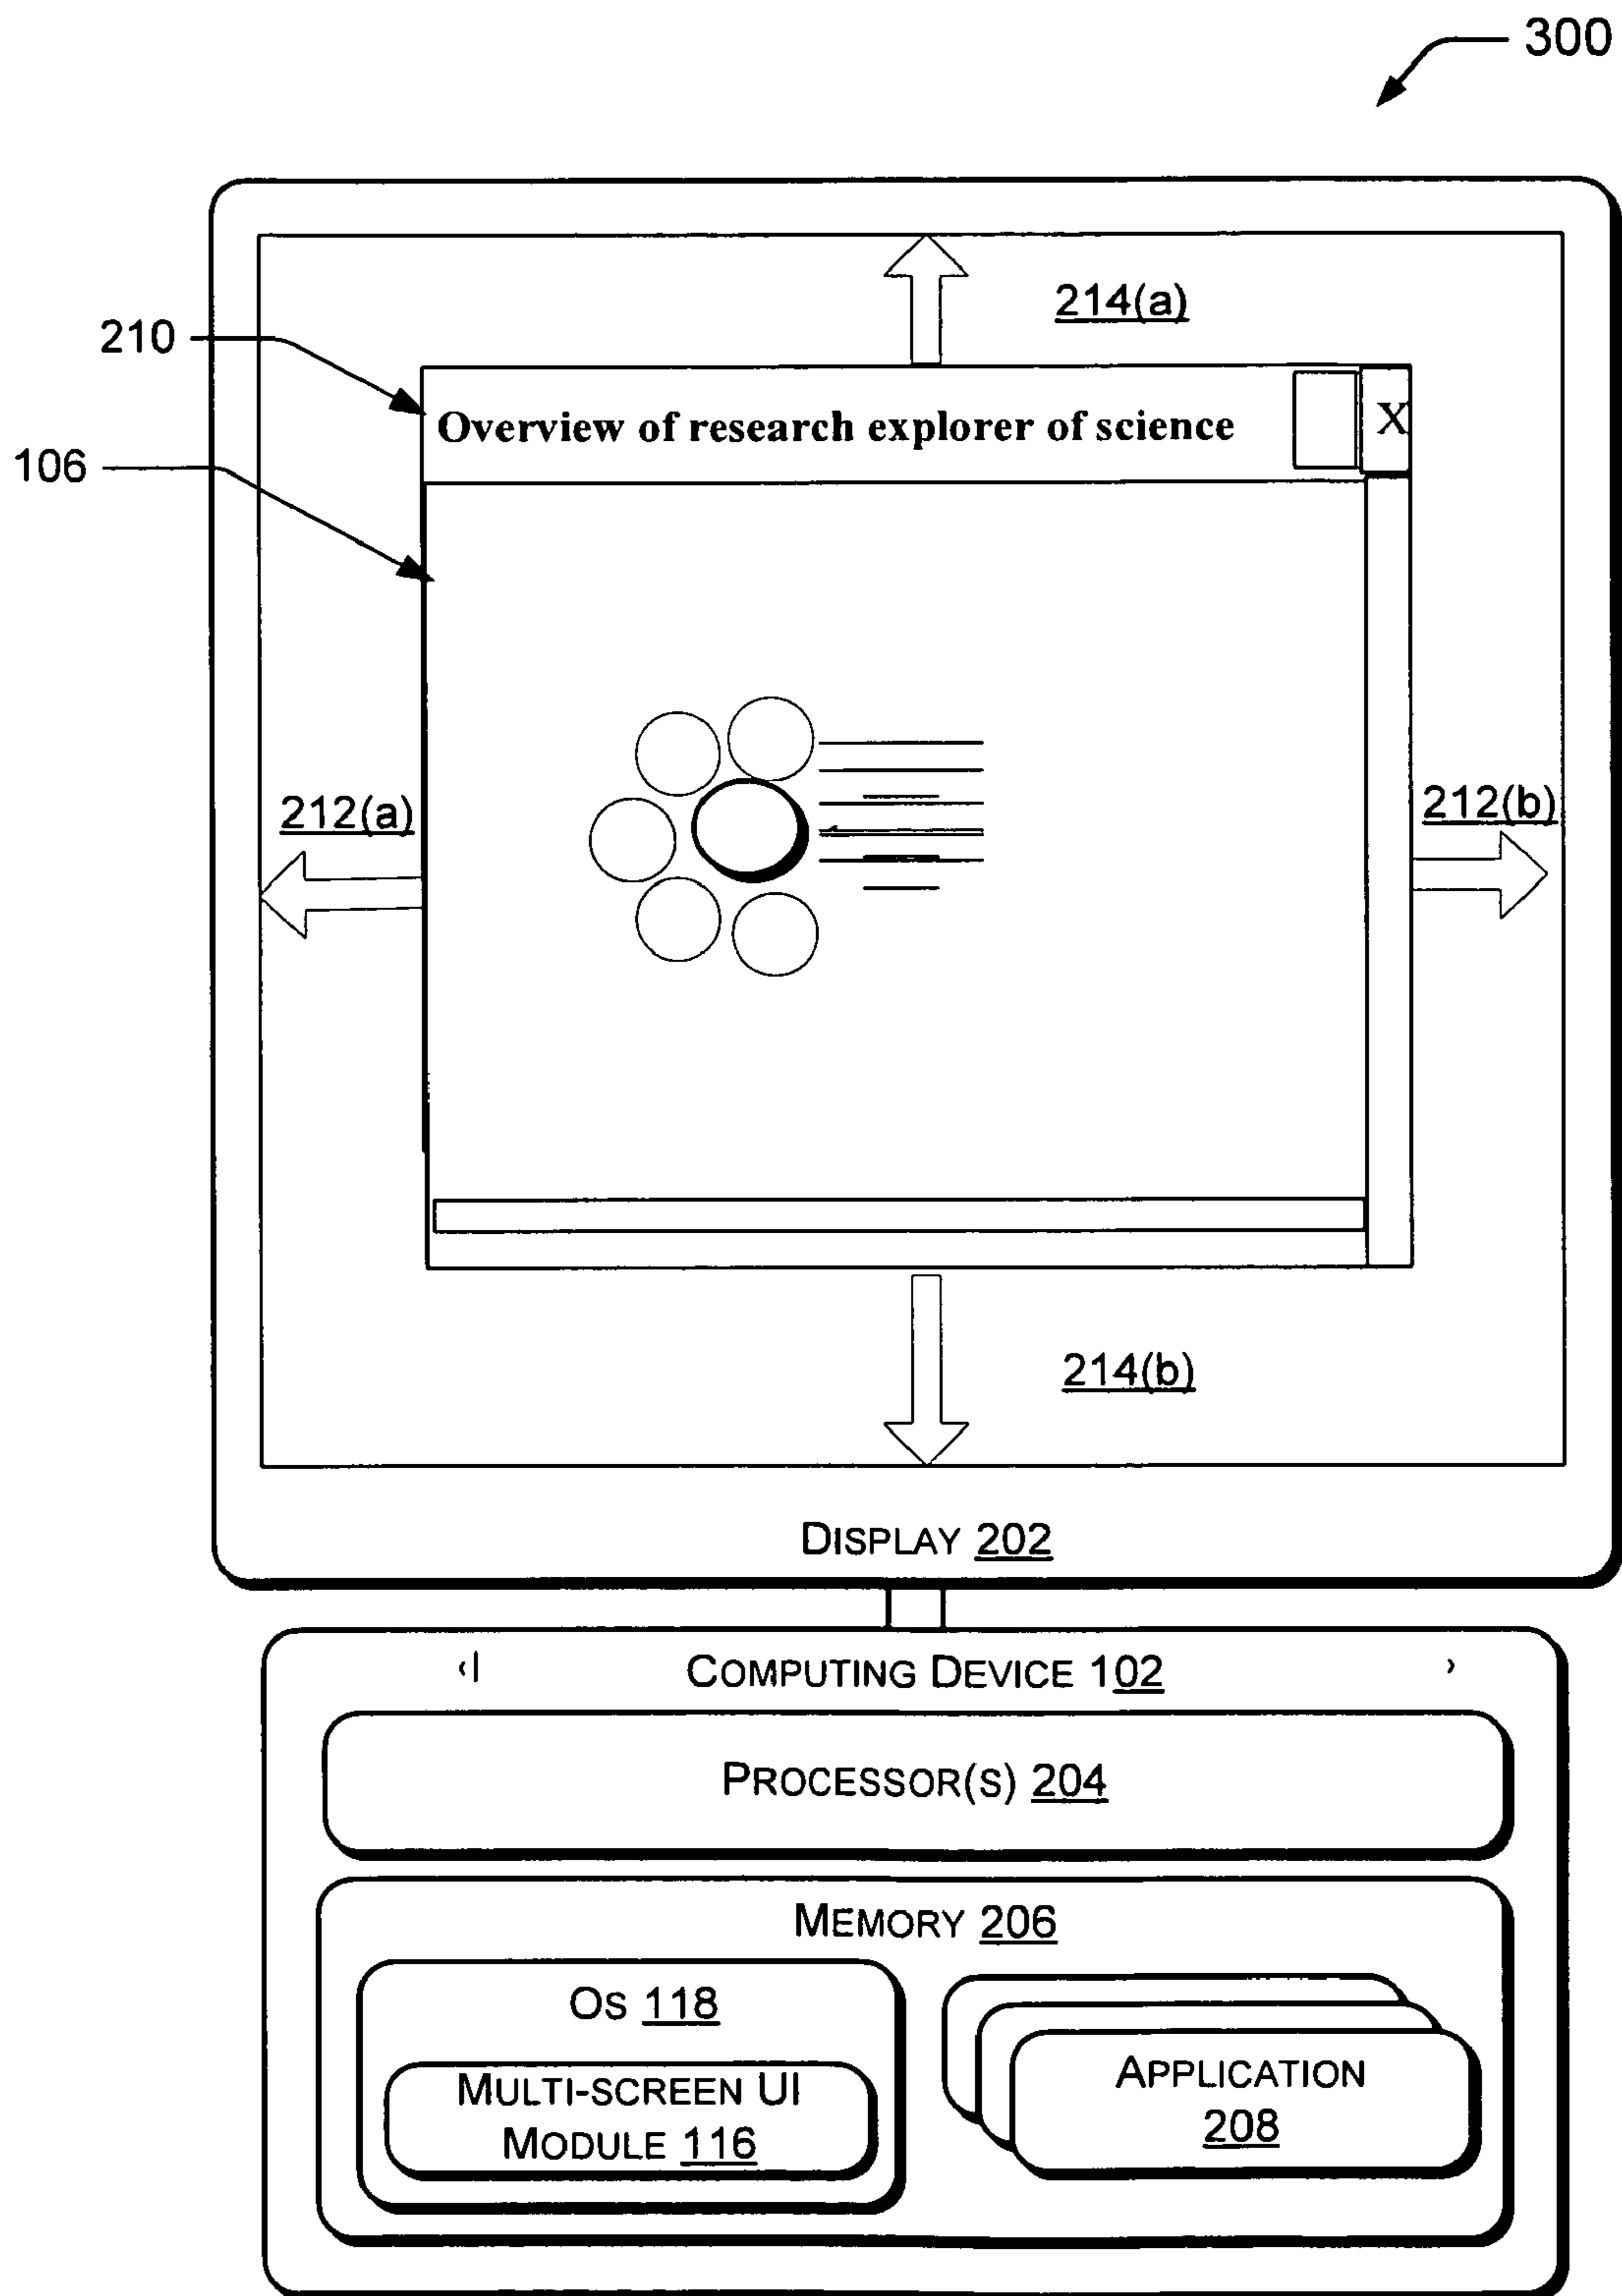 300
214(a)
210
Overview of research explorer of science
X
106
212(a)
212(b)
214(b)
DISPLAY 202
COMPUTING DEVICE 102
PROCESSOR(S) 204
MEMORY 206
OS 118
MULTI-SCREEN UI
MODULE 116
APPLICATION
208